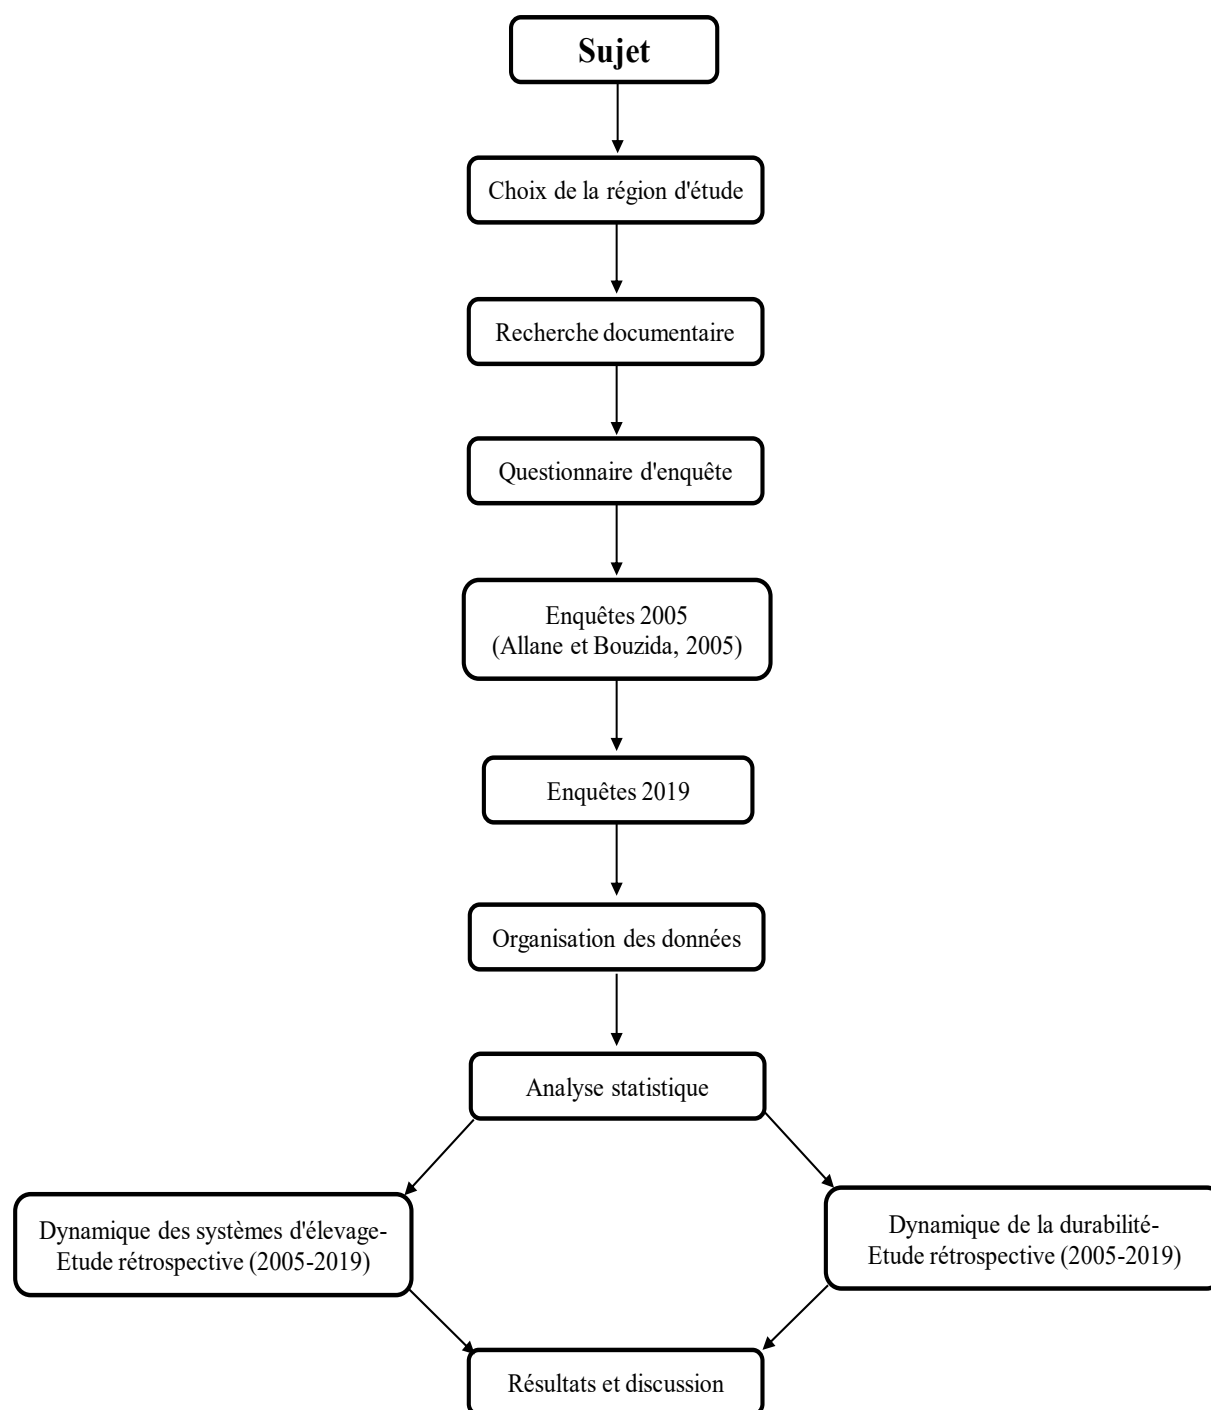 Sujet
Choix de la région d'étude
Recherche documentaire
Questionnaire d'enquête
Enquêtes 2005
(Allane et Bouzida, 2005)
Enquêtes 2019
Organisation des données
Analyse statistique
Dynamique des systèmes d'élevage-
Etude rétrospective (2005-2019)
Dynamique de la durabilité-
Etude rétrospective (2005-2019)
Résultats et discussion